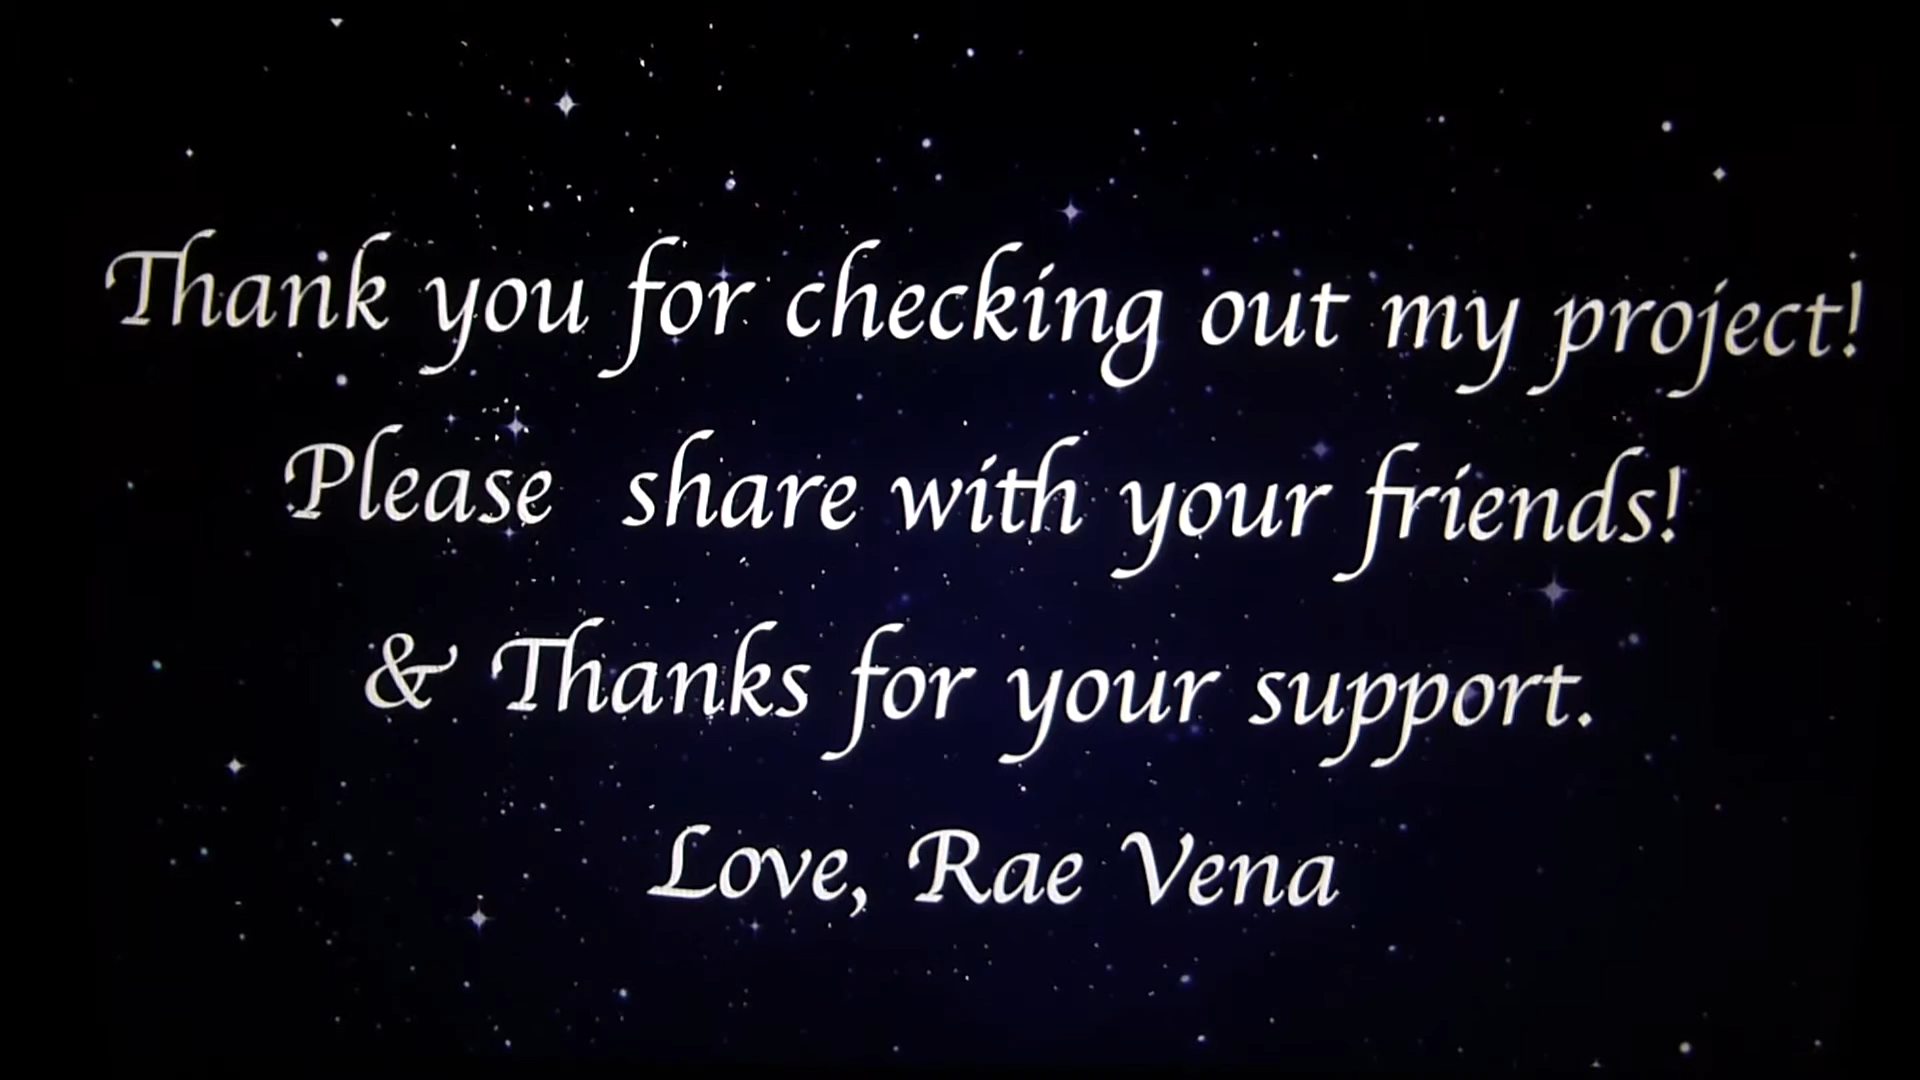 Thank you for checking out my project!
Please share with your friends!
& Thanks for your support.
Love, Rae Vena